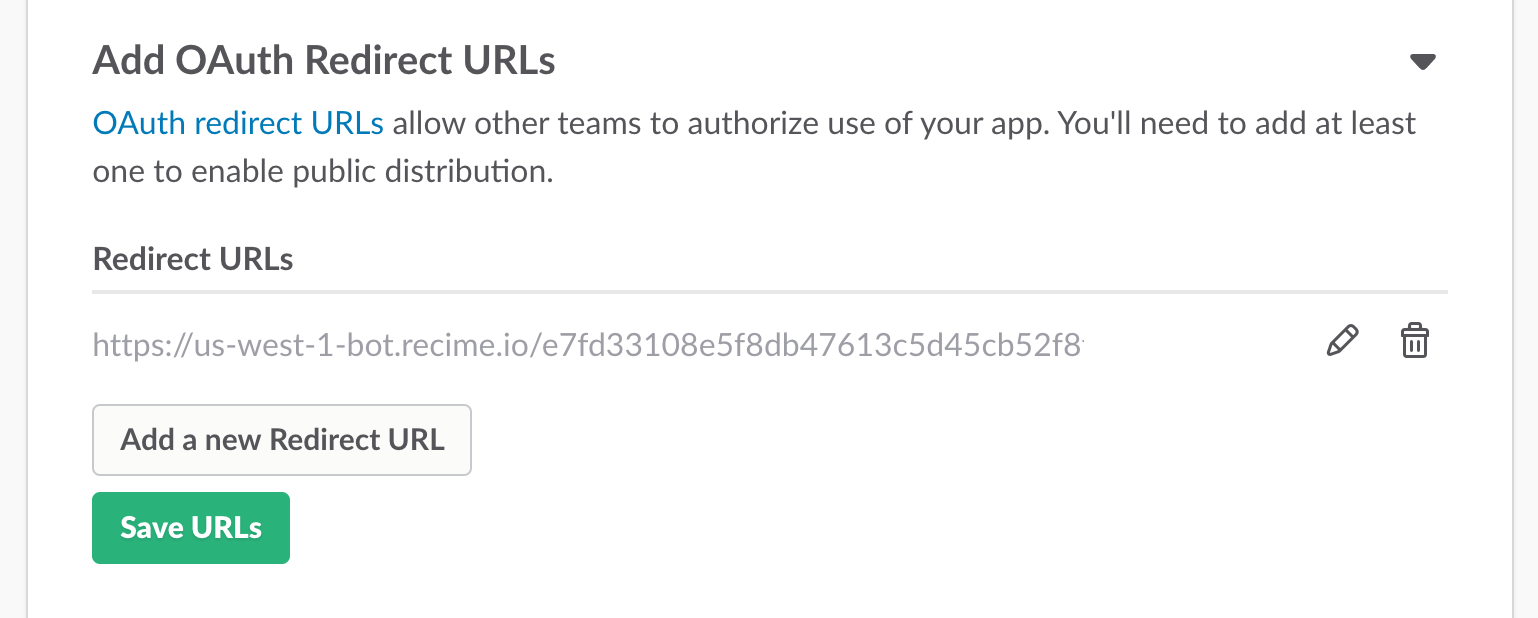 Add OAuth Redirect URLs
OAuth redirect URLs allow other teams to authorize use of your app. You'll need to add at least
one to enable public distribution.
Redirect URLs
https://us-west-1-bot.recime.io/e7fd33108e5f8db47613c5d45cb52f8
Add a new Redirect URL
Save URLs